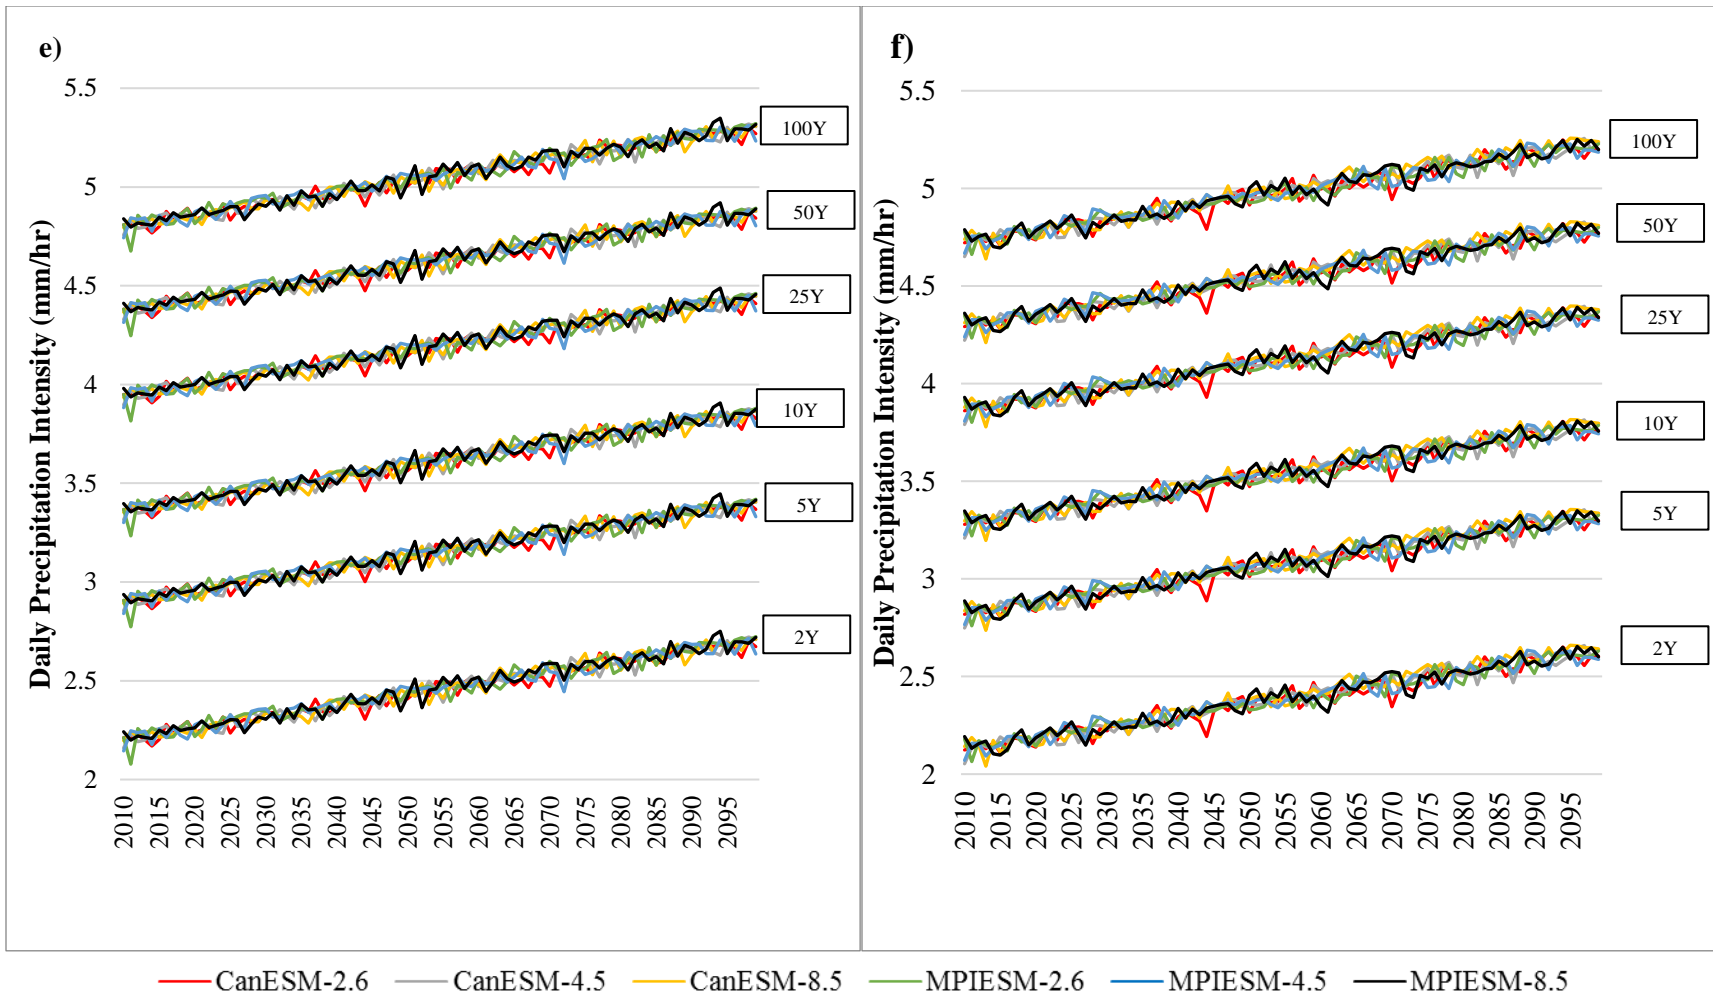 e)
Daily Precipitation Intensity (mm/hr)
5.5
5
4.5
4
3.5
3
2.5
2
100Y
50Y
25Y
10Y
5Y
2Y
2010 2015 2020 2025 2030 2035 2040 2045 2050 2055 2060 2065 2070 2075 2080 2085 2090 2095
f)
Daily Precipitation Intensity (mm/hr)
5.5
5
4.5
4
3.5
3
2.5
2
100Y
50Y
25Y
10Y
5Y
2Y
2010 2015 2020 2025 2030 2035 2040 2045 2050 2055 2060 2065 2070 2075 2080 2085 2090 2095
CanESM-2.6 CanESM-4.5 CanESM-8.5 MPIESM-2.6 MPIESM-4.5 MPIESM-8.5